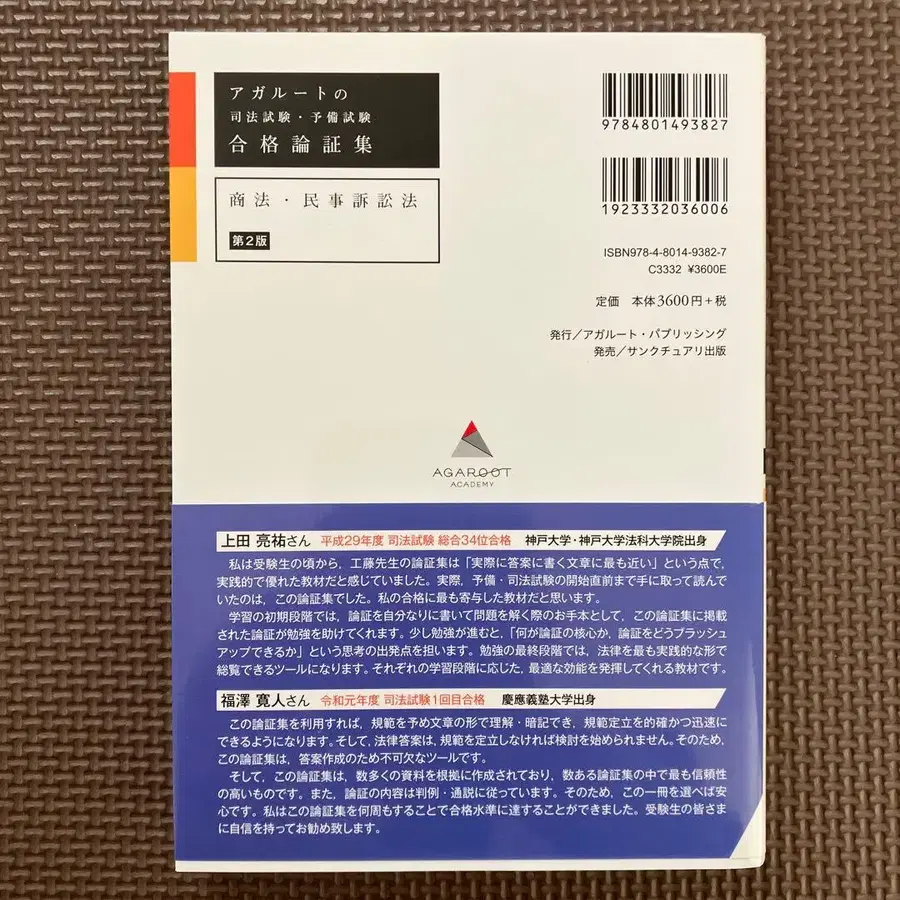 アガルートの
司法試験・予備試験
合格論証集
商法・民事訴訟法
第2版
9784801493827
1923332036006
ISBN978-4-8014-9382-7
C3332 ¥3600E
定価 本体3600円+税
発行/アガルート・パブリッシング
発売/サンクチュアリ出版
AGAROOT
ACADEMY
上田 亮祐さん 平成29年度 司法試験 総合34位合格 神戸大学・神戸大学法科大学院出身
私は受験生の頃から，工藤先生の論証集は「実際に答案に書く文章に最も近い」という点で，
実践的で優れた教材だと感じていました。実際，予備・司法試験の開始直前まで手に取って読んで
いたのは，この論証集でした。私の合格に最も寄与した教材だと思います。
学習の初期段階では，論証を自分なりに書いて問題を解く際のお手本として，この論証集に掲載
された論証が勉強を助けてくれます。少し勉強が進むと，「何が論証の核心か，論証をどうブラッシュ
アップできるか」という思考の出発点を担います。勉強の最終段階では，法律を最も実践的な形で
総覧できるツールになります。それぞれの学習段階に応じた，最適な効能を発揮してくれる教材です。
福澤 寛人さん 令和元年度 司法試験1回目合格 慶應義塾大学出身
この論証集を利用すれば，規範を予め文章の形で理解・暗記でき，規範定立を的確かつ迅速に
できるようになります。そして，法律答案は，規範を定立しなければ検討を始められません。そのため，
この論証集は，答案作成のため不可欠なツールです。
そして，この論証集は，数多くの資料を根拠に作成されており，数ある論証集の中で最も信頼性
の高いものです。また，論証の内容は判例・通説に従っています。そのため，この一冊を選べば安
心です。私はこの論証集を何周もすることで合格水準に達することができました。受験生の皆さま
に自信を持ってお勧め致します。